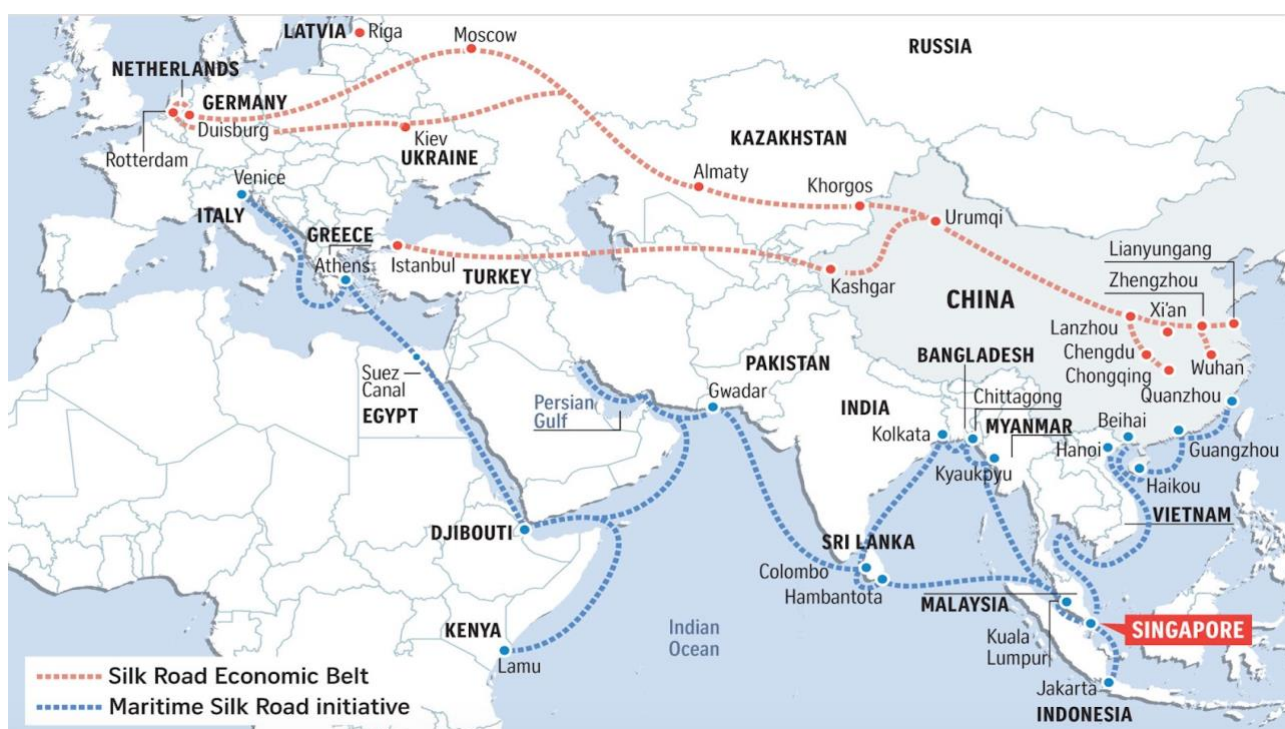 LATVIA
Riga
Moscow
RUSSIA
NETHERLANDS
GERMANY
Duisburg
Rotterdam
Kiev
UKRAINE
KAZAKHSTAN
Almaty
Khorgos
Urumqi
Venice
ITALY
GREECE
Athens
Istanbul
TURKEY
Kashgar
Lianyungang
Zhengzhou
CHINA
Xi'an
Lanzhou
Chengdu
Chongqing
Wuhan
Quanzhou
Suez
Canal
EGYPT
Persian
Gulf
PAKISTAN
Gwadar
BANGLADESH
Chittagong
INDIA
MYANMAR
Kolkata
Kyaukpyu
Beihai
Hanoi
Guangzhou
Haikou
VIETNAM
DJIBOUTI
SRI LANKA
Colombo
Hambantota
MALAYSIA
SINGAPORE
Kuala
Lumpur
KENYA
Lamu
Indian
Ocean
Jakarta
INDONESIA
Silk Road Economic Belt
Maritime Silk Road initiative